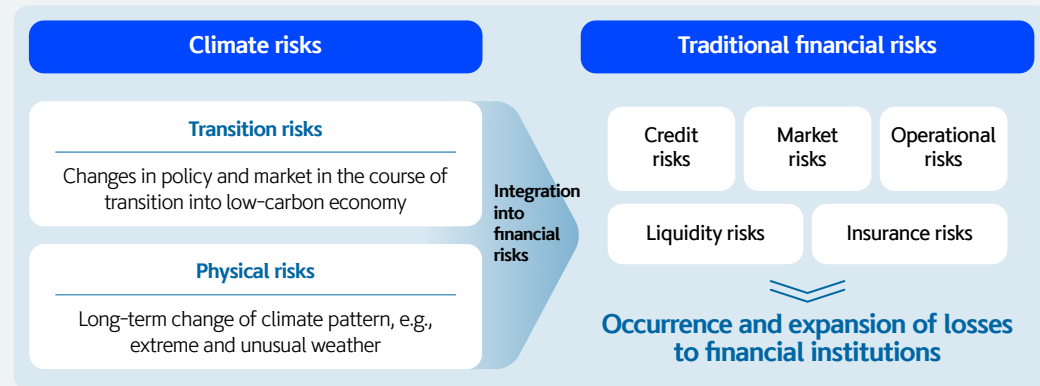 Climate risks
Transition risks
Changes in policy and market in the course of
transition into low-carbon economy
Physical risks
Long-term change of climate pattern, e.g.,
extreme and unusual weather
Integration
into
financial
risks
Traditional financial risks
Credit
risks
Market
risks
Operational
risks
Liquidity risks
Insurance risks
Occurrence and expansion of losses
to financial institutions